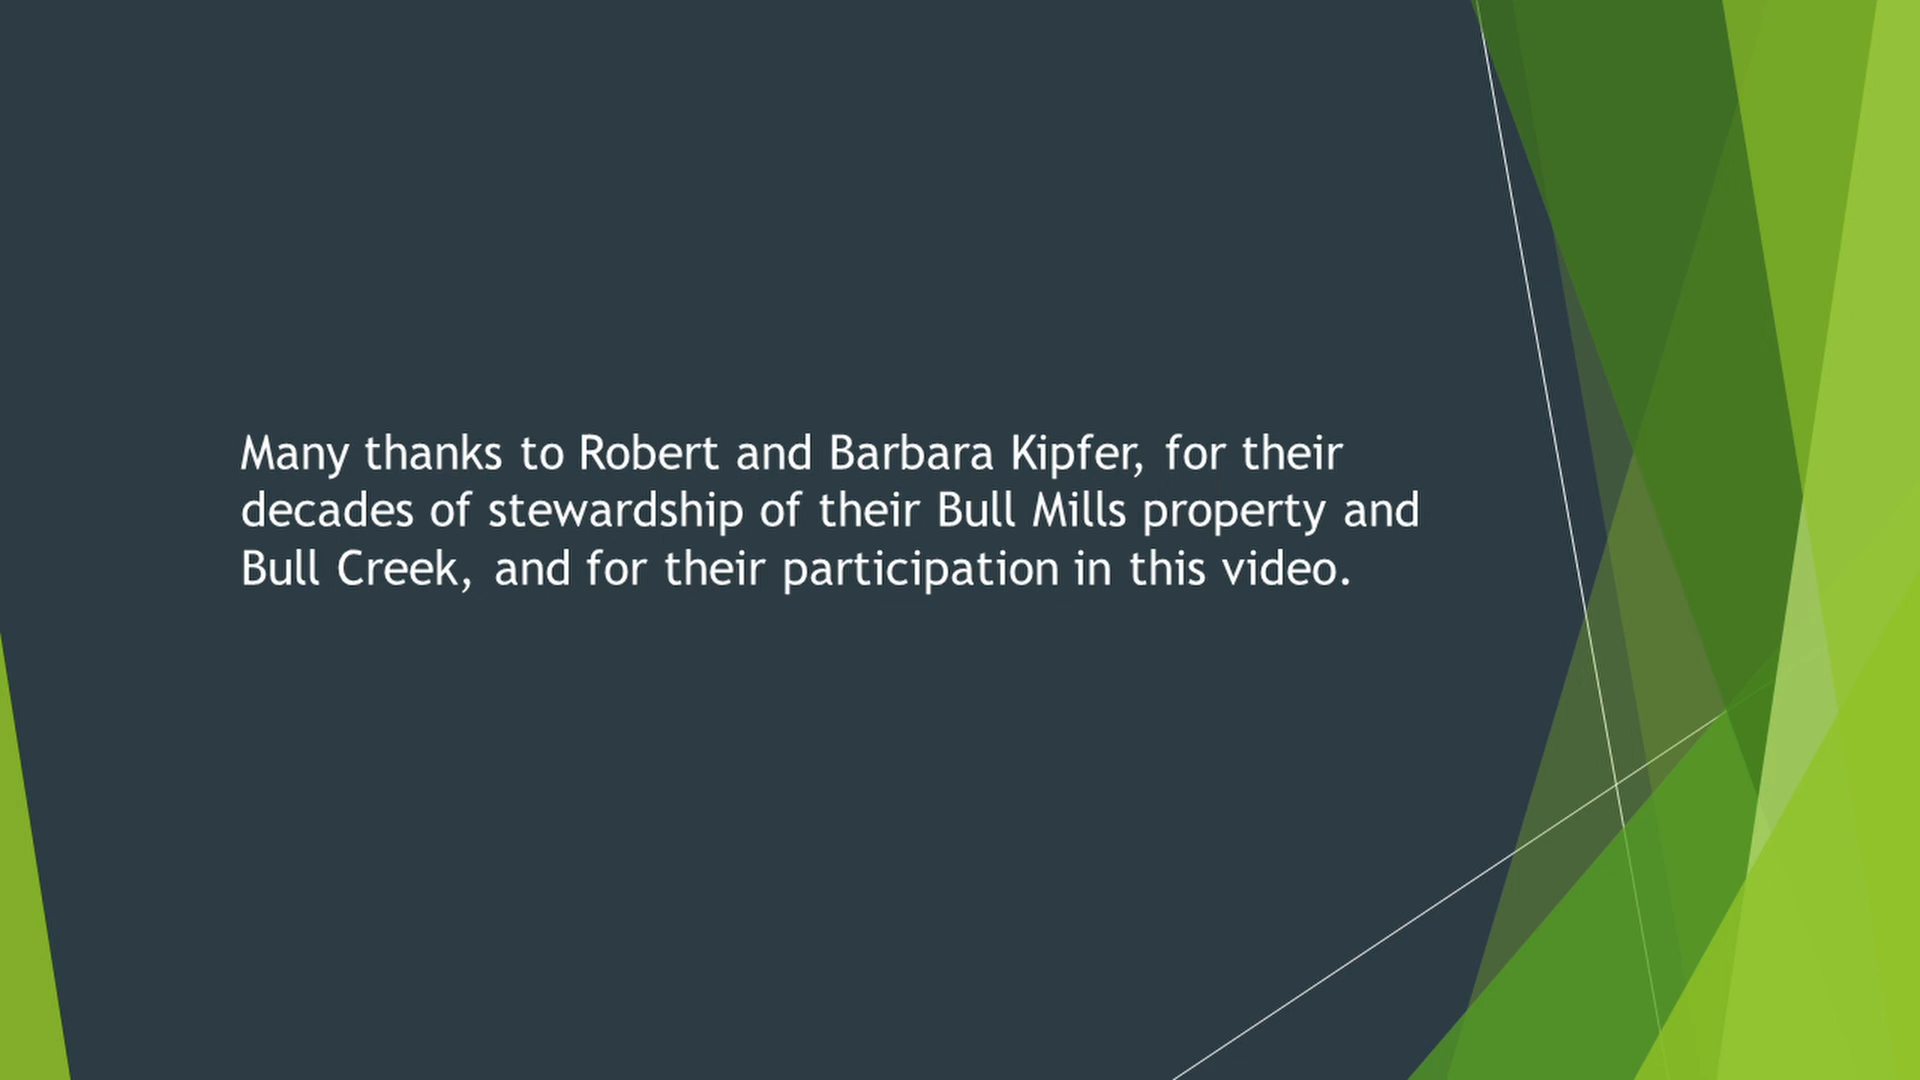 Many thanks to Robert and Barbara Kipfer, for their
decades of stewardship of their Bull Mills property and
Bull Creek, and for their participation in this video.